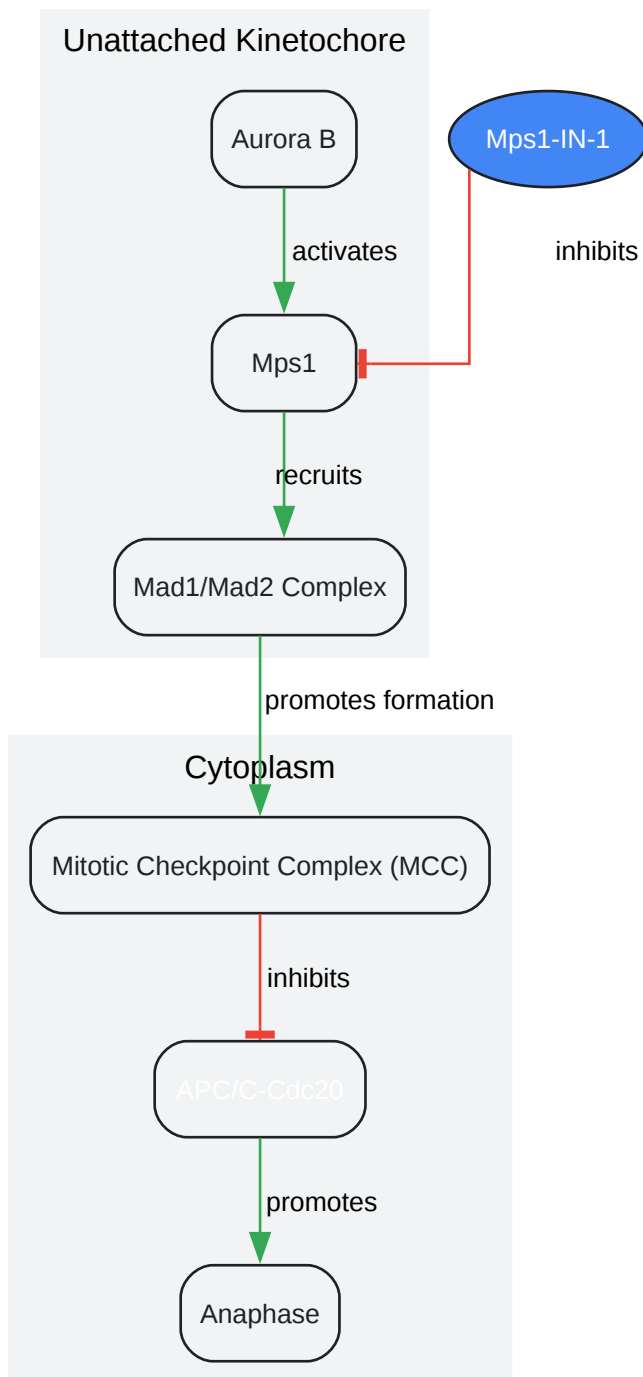 Unattached Kinetochore
Aurora B
Mps1-IN-1
activates
inhibits
Mps1
recruits
Mad1/Mad2 Complex
promotes formation
Cytoplasm
Mitotic Checkpoint Complex (MCC)
inhibits
APC/C-Cdc20
promotes
Anaphase